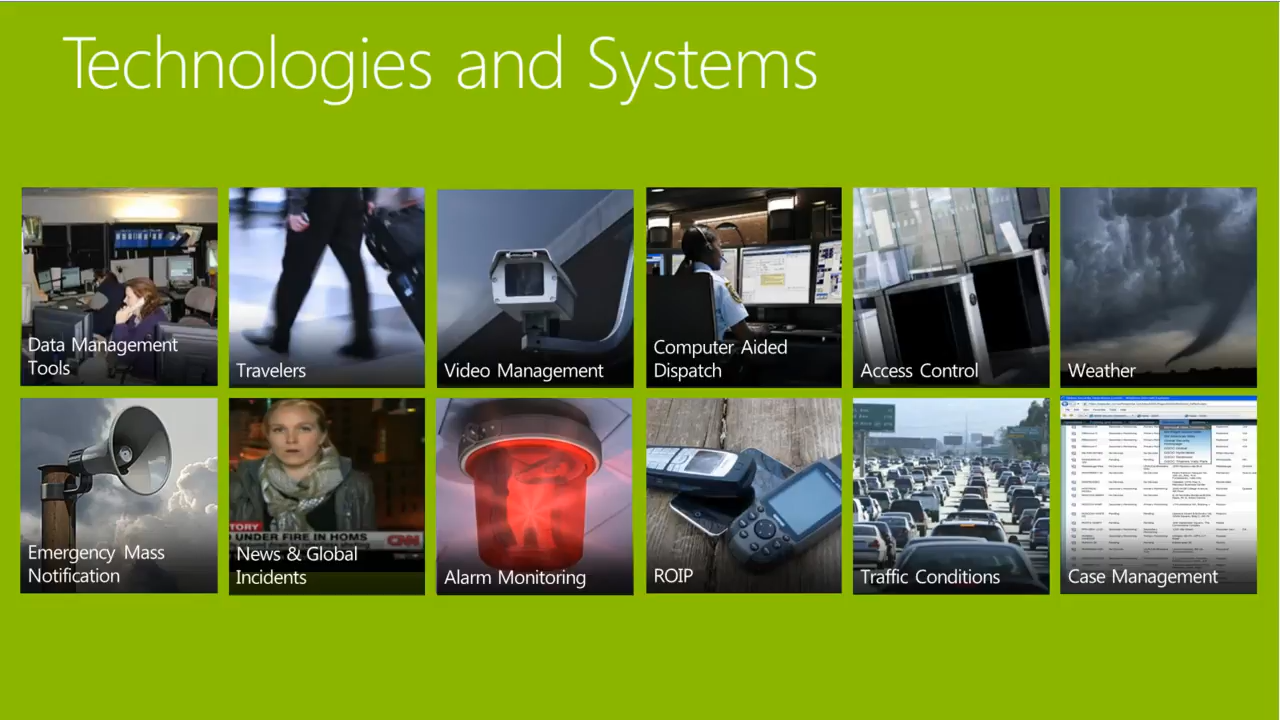 Technologies and Systems
Data Management
Tools
Travelers
Video Management
Computer Aided
Dispatch
Access Control
Weather
Emergency Mass
Notification
TORY
UNDER FIRE IN HOMS
CNN
News & Global
Incidents
Alarm Monitoring
ROIP
Traffic Conditions
Case Management